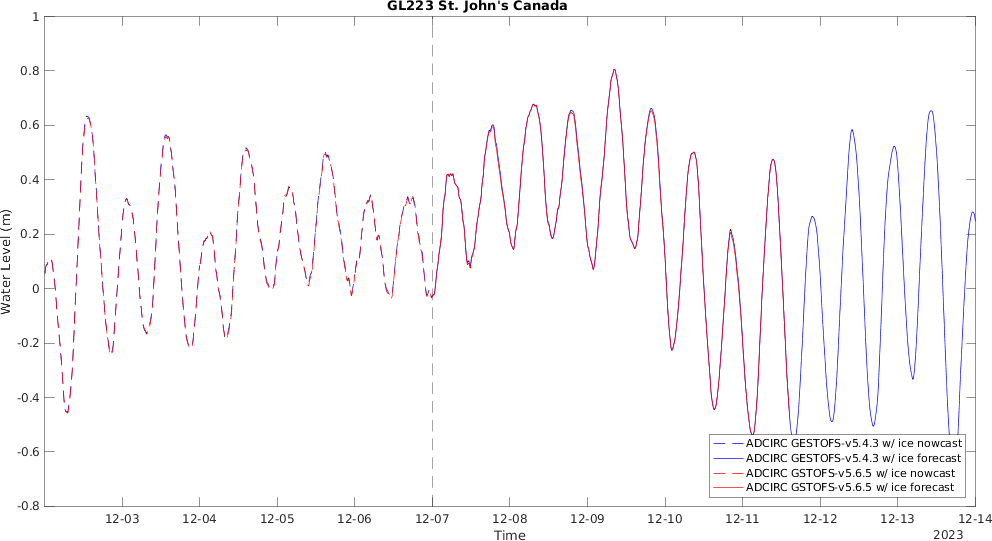 GL223 St. John's Canada
1
0.8
0.6
0.4
0.2
0
-0.2
-0.4
-0.6
-0.8
Water Level (m)
ADCIRC GESTOFS-v5.4.3 w/ ice nowcast
ADCIRC GESTOFS-v5.4.3 w/ ice forecast
ADCIRC GSTOFS-v5.6.5 w/ ice nowcast
ADCIRC GSTOFS-v5.6.5 w/ ice forecast
12-03 12-04 12-05 12-06 12-07 12-08 12-09 12-10 12-11 12-12 12-13 12-14
Time
2023